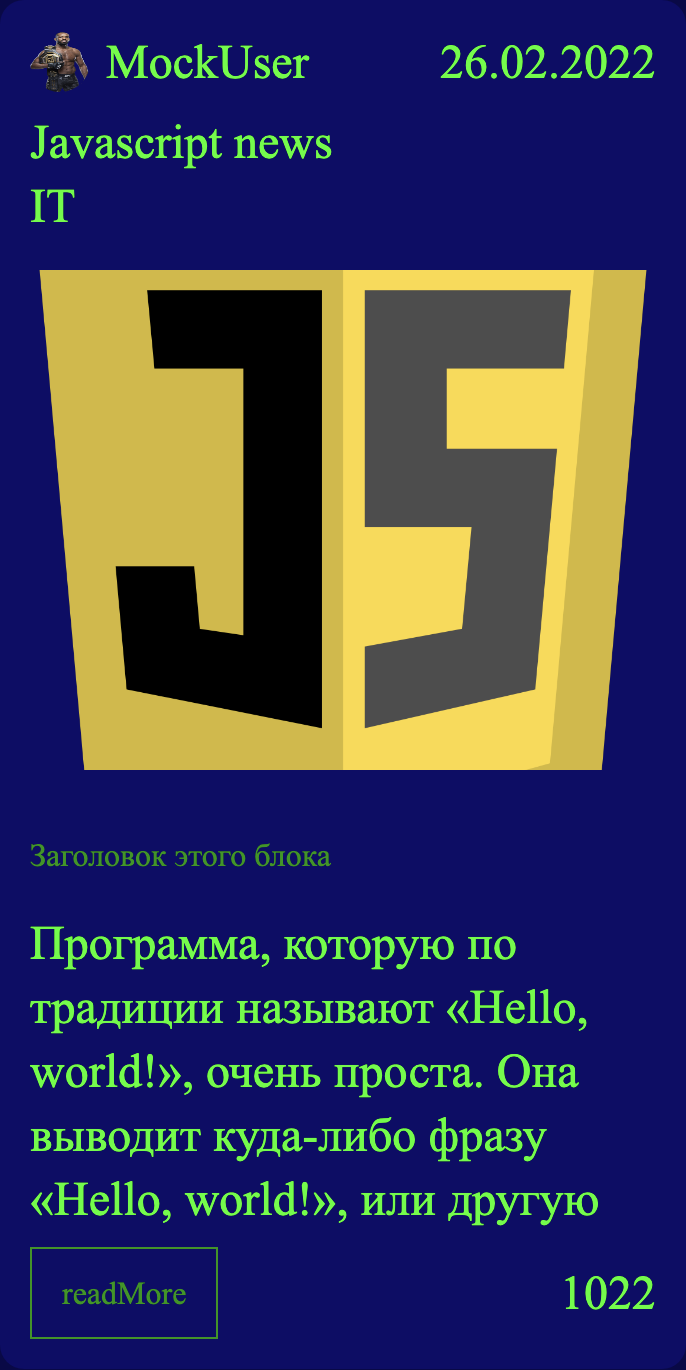 MockUser 26.02.2022
Javascript news
IT
JS
Заголовок этого блока
Программа, которую по
традиции называют «Hello,
world!», очень проста. Она
выводит куда-либо фразу
«Hello, world!», или другую
readMore 1022